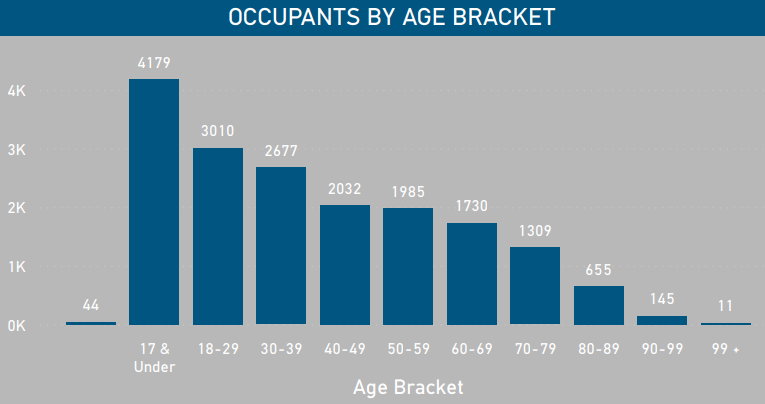 OCCUPANTS BY AGE BRACKET
4179
4K
3010
3K
2677
2032
1985
2K
1730
1309
1K
655
44
145
11
0K
17 & 18-29 30-39 40-49 50-59 60-69 70-79 80-89 90-99 99 +
Under
Age Bracket